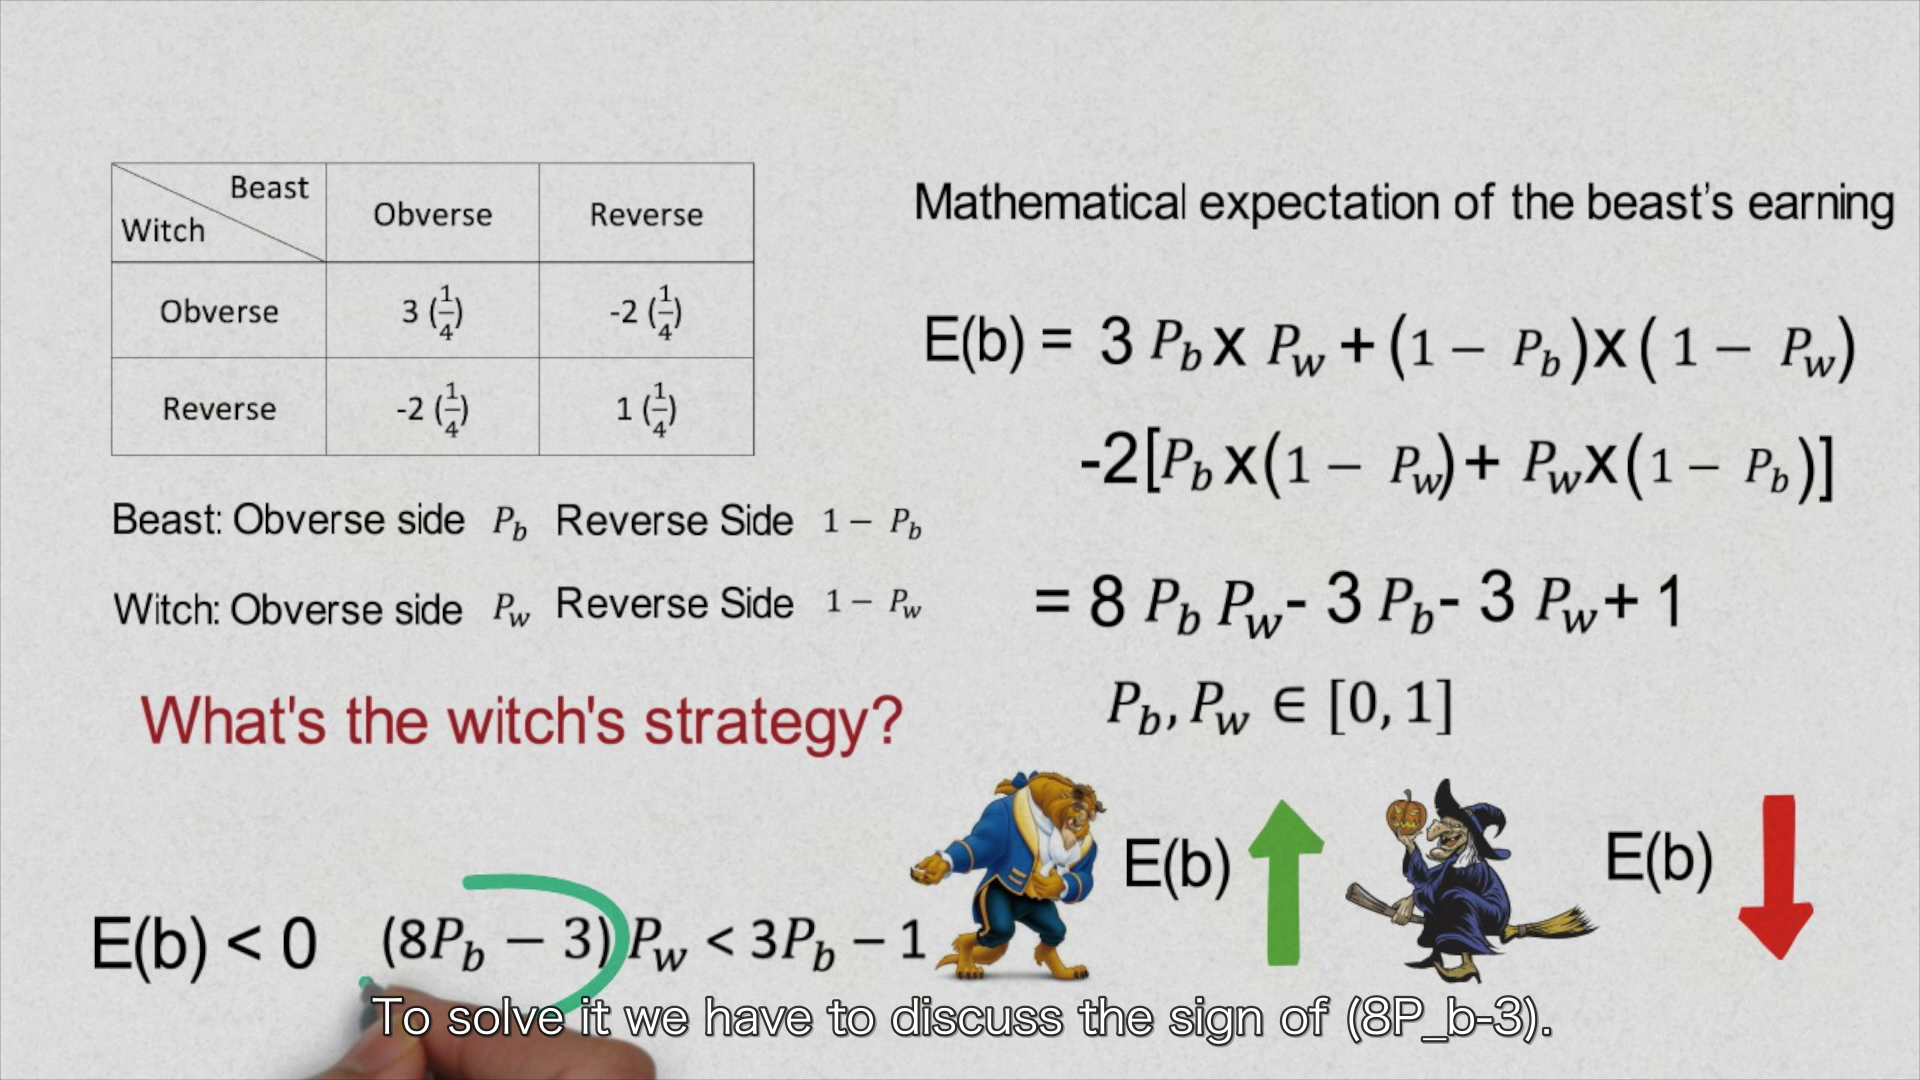 Beast
Witch
Obverse
Reverse
Obverse
3 (1/4)
-2 (1/4)
Reverse
-2 (1/4)
1 (1/4)
Beast: Obverse side P_b Reverse Side 1 − P_b
Witch: Obverse side P_w Reverse Side 1 − P_w
What's the witch's strategy?
Mathematical expectation of the beast's earning
E(b) = 3 P_b x P_w + (1 − P_b)x(1 − P_w)
-2[P_b x(1 − P_w)+ P_w x(1 − P_b)]
= 8 P_b P_w- 3 P_b- 3 P_w+ 1
P_b, P_w ∈ [0, 1]
E(b)
E(b)
E(b) < 0 (8P_b − 3) P_w < 3P_b − 1
To solve it we have to discuss the sign of (8P_b-3).